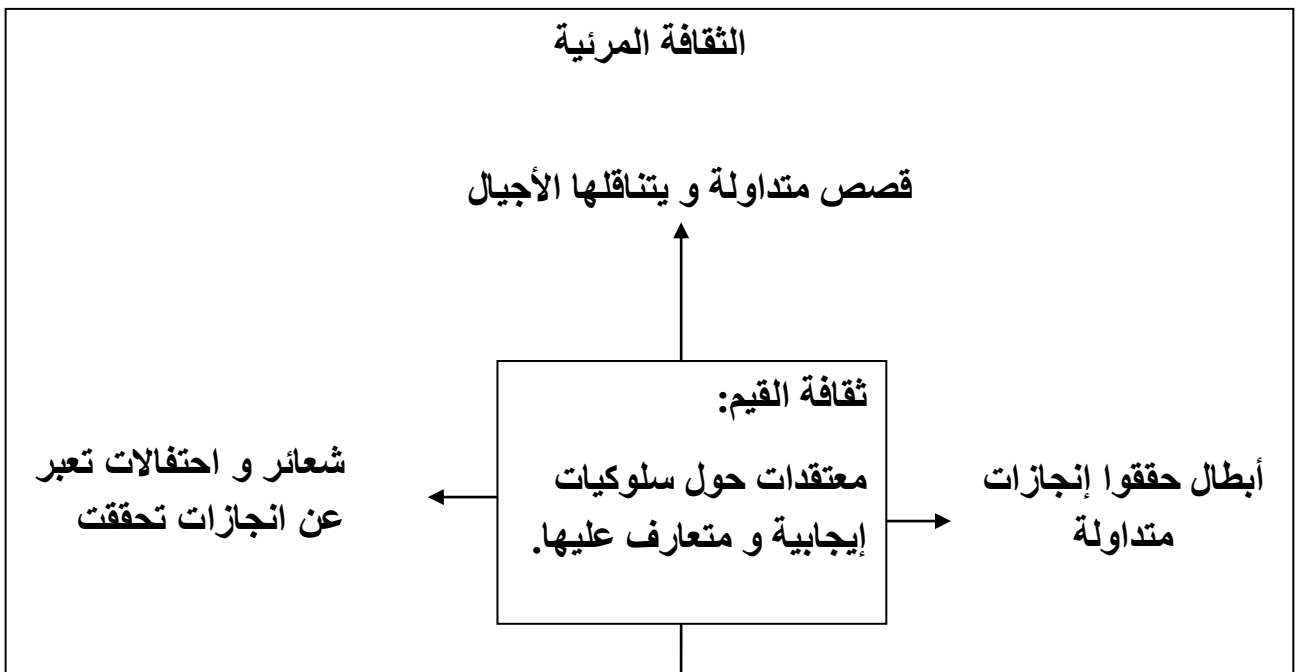 الثقافة المرئية
قصص متداولة و يتناقلها الأجيال
ثقافة القيم:
معتقدات حول سلوكيات
إيجابية و متعارف عليها.
أبطال حققوا إنجازات
متداولة
شعائر و احتفالات تعبر
عن انجازات تحققت